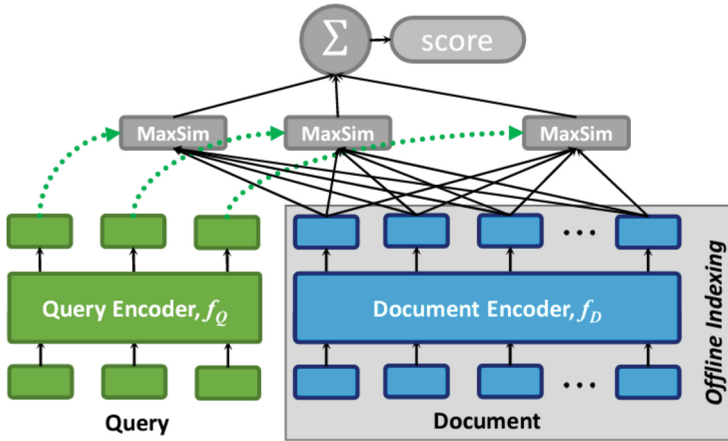 Σ
score
MaxSim
MaxSim
MaxSim
Query Encoder, f_Q
Document Encoder, f_D
Offline Indexing
Query
Document